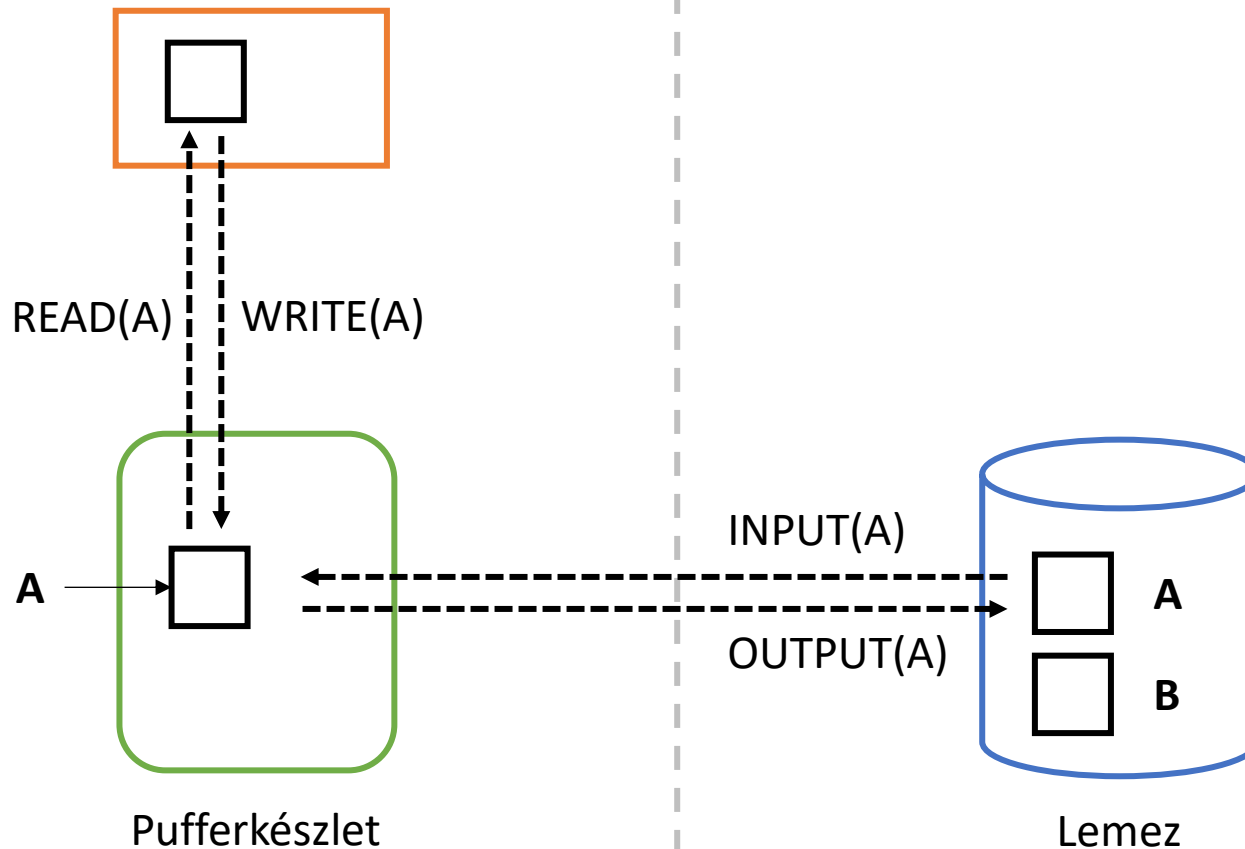 READ(A)
WRITE(A)
INPUT(A)
A
A
OUTPUT(A)
B
Pufferkészlet
Lemez